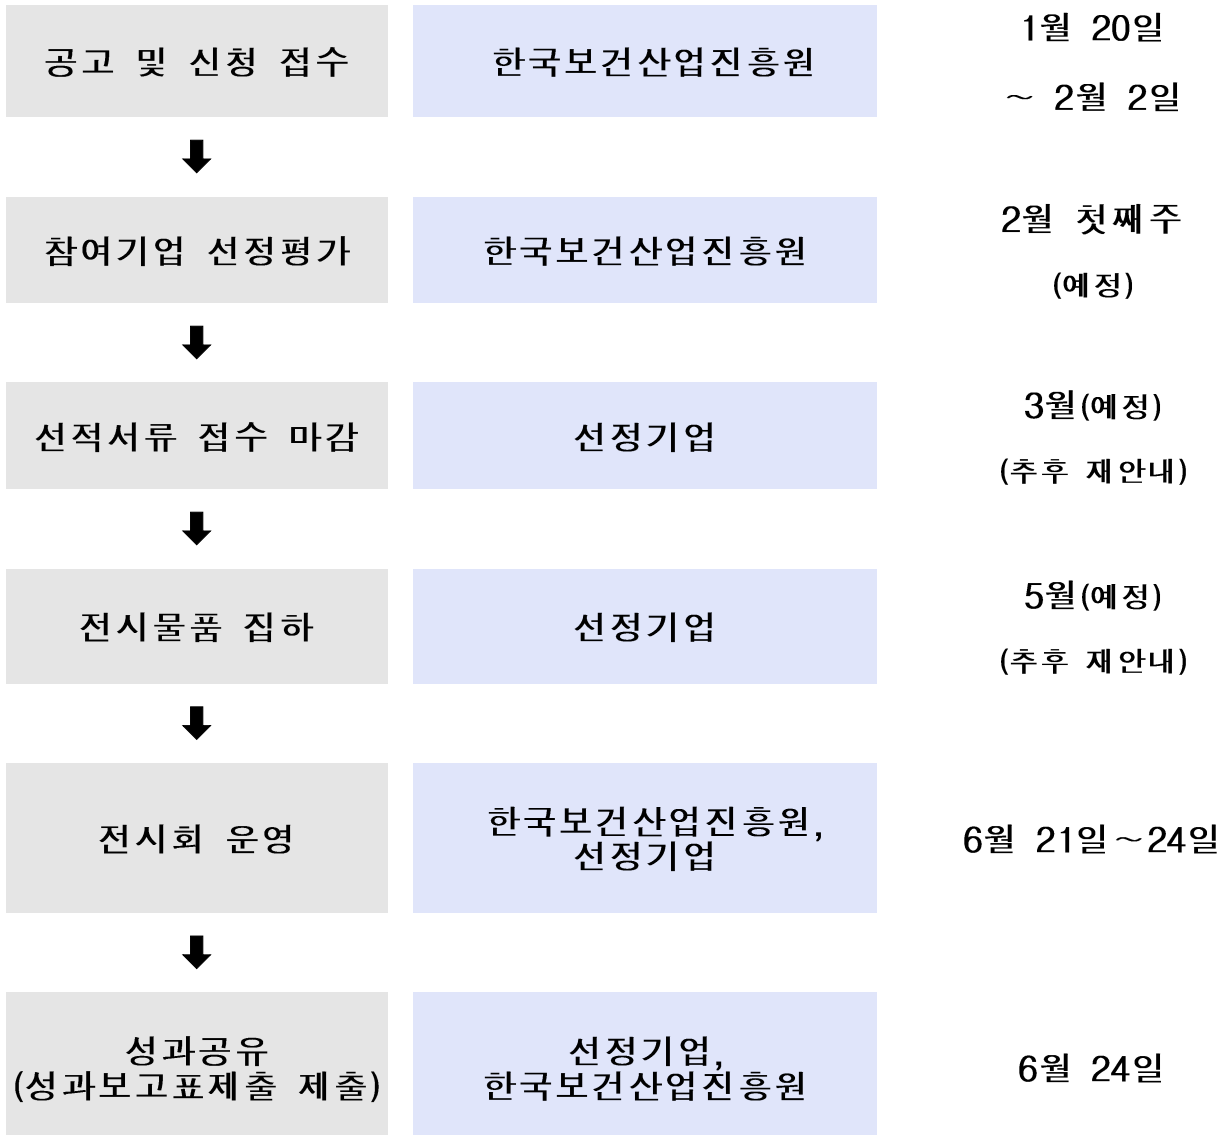 공고 및 신청 접수
한국보건산업진흥원
1월 20일
~ 2월 2일
참여기업 선정평가
한국보건산업진흥원
2월 첫째주
(예정)
선적서류 접수 마감
선정기업
3월(예정)
(추후 재안내)
전시물품 집하
선정기업
5월(예정)
(추후 재안내)
전시회 운영
한국보건산업진흥원,
선정기업
6월 21일~24일
성과공유
(성과보고표제출 제출)
선정기업,
한국보건산업진흥원
6월 24일